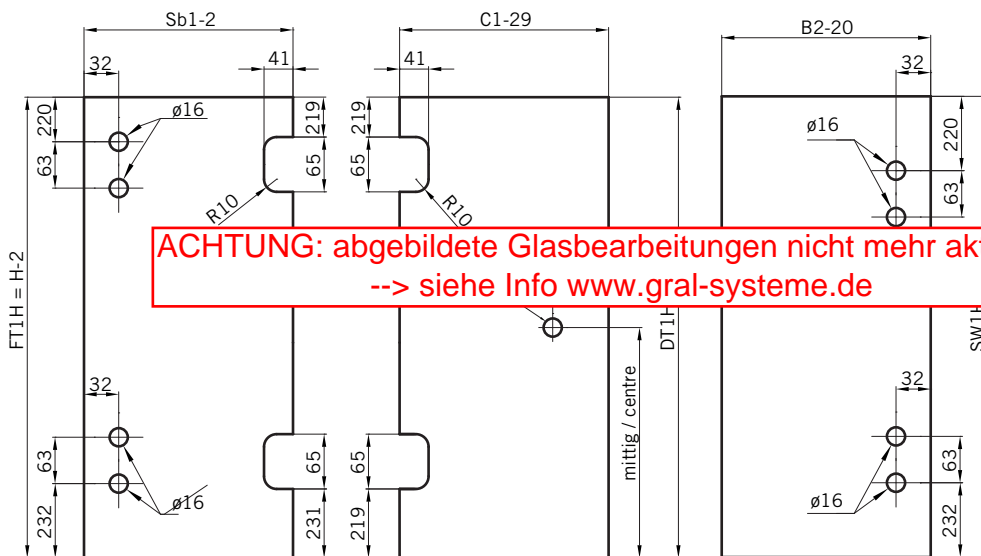 Sb1-2
C1-29
B2-20
32
41
41
32
220
ø16
219
219
ø16
220
63
65
65
63
R10
R10
ACHTUNG: abgebildete Glasbearbeitungen nicht mehr
--> siehe Info www.gral-systeme.de
FT1H = H-2
DT1H
mittig / centre
32
32
63
65
65
63
ø16
ø16
232
231
219
232